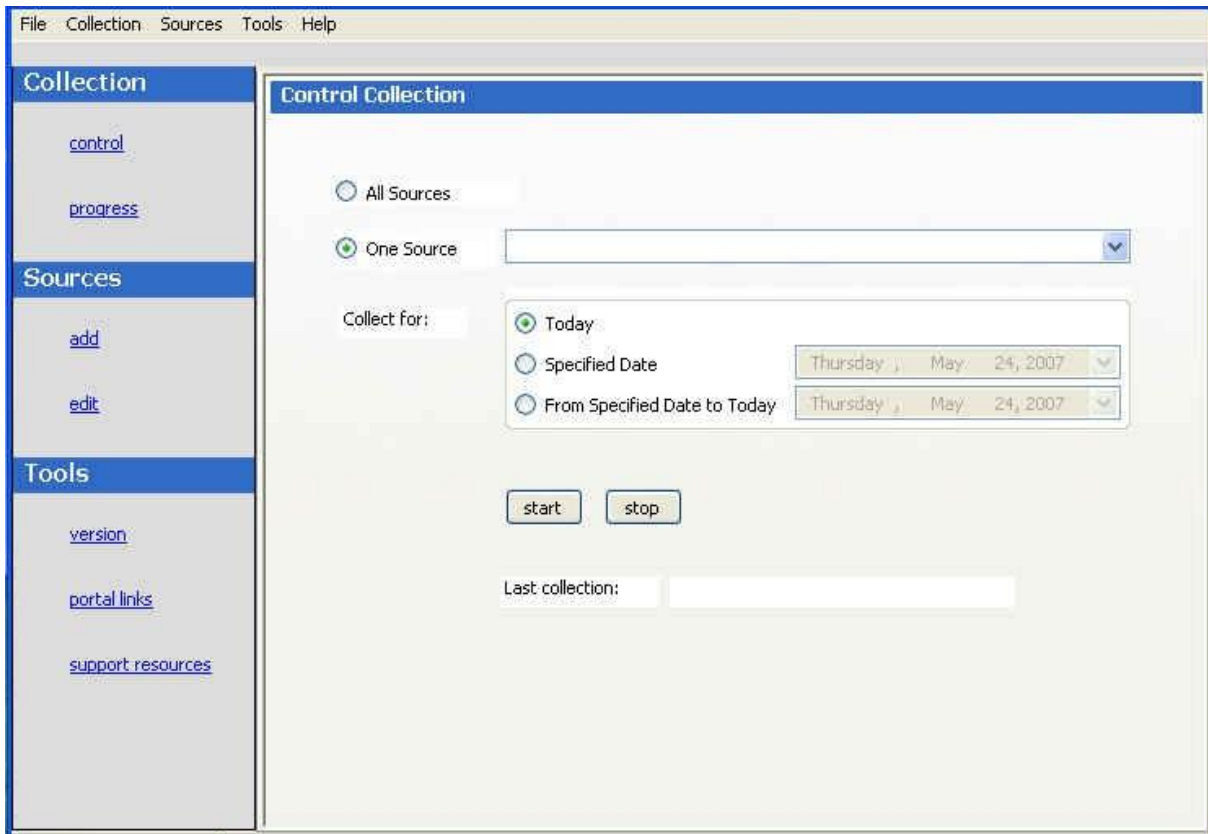 File Collection Sources Tools Help
Collection
control
progress
Sources
add
edit
Tools
version
portal links
support resources
Control Collection
All Sources
One Source
Collect for:
Today
Specified Date
Thursday , May 24, 2007
From Specified Date to Today
Thursday , May 24, 2007
start stop
Last collection: